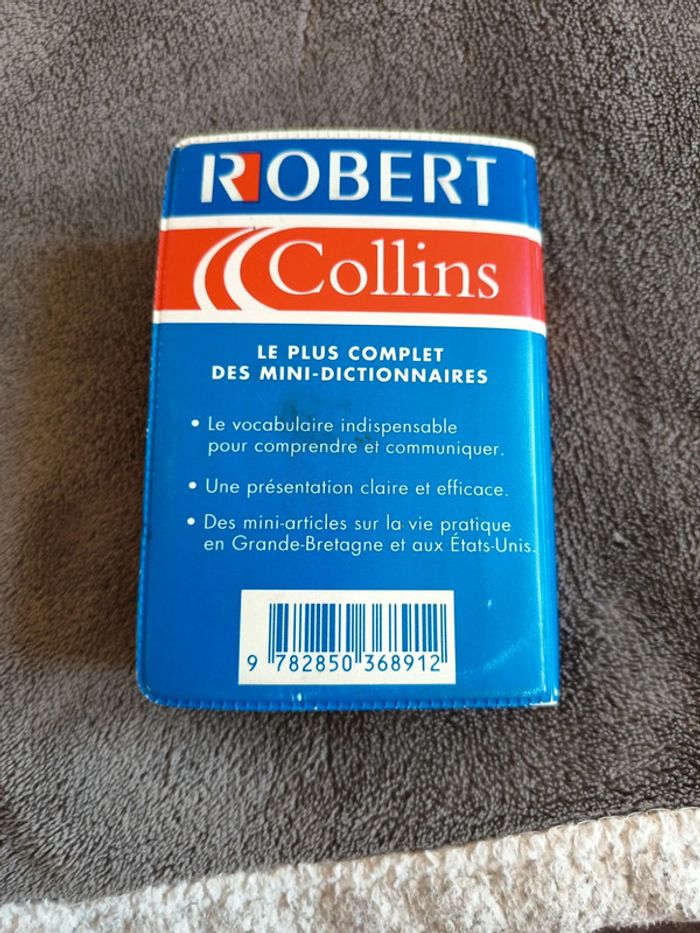 ROBERT
Collins
LE PLUS COMPLET
DES MINI-DICTIONNAIRES
• Le vocabulaire indispensable
pour comprendre et communiquer.
• Une présentation claire et efficace.
• Des mini-articles sur la vie pratique
en Grande-Bretagne et aux États-Unis.
9 782850 368912